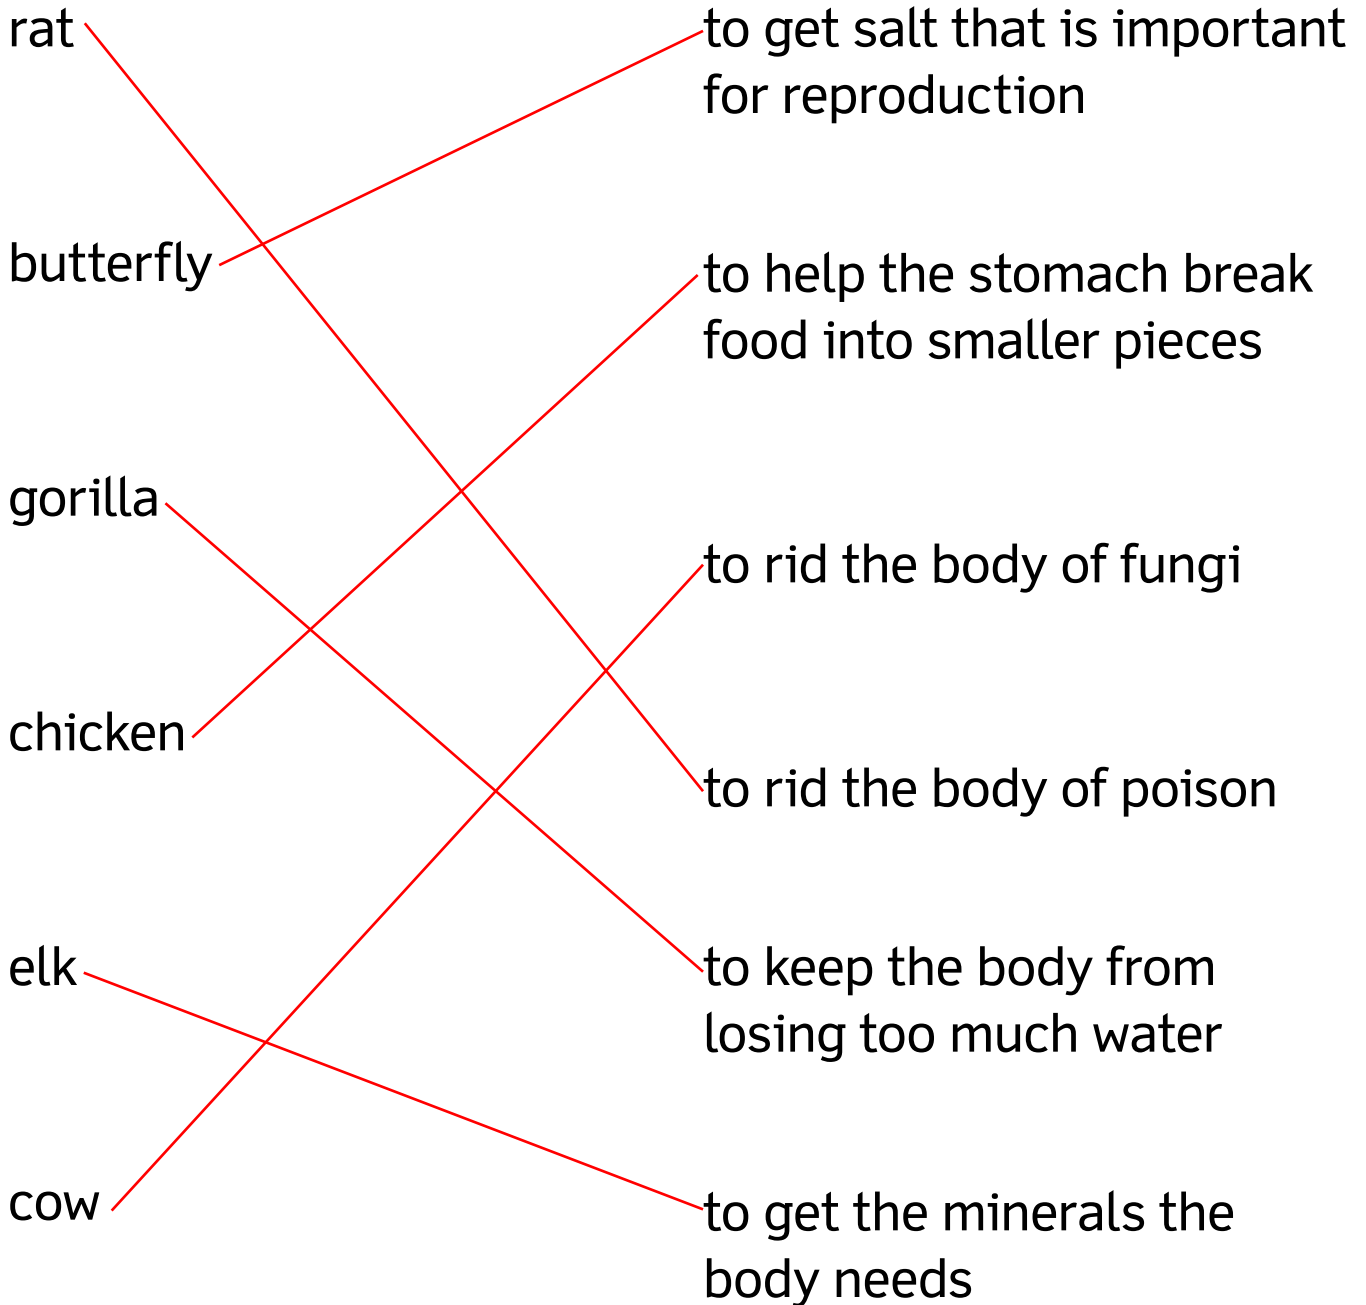 rat
butterfly
gorilla
chicken
elk
cow
to get salt that is important
for reproduction
to help the stomach break
food into smaller pieces
to rid the body of fungi
to rid the body of poison
to keep the body from
losing too much water
to get the minerals the
body needs